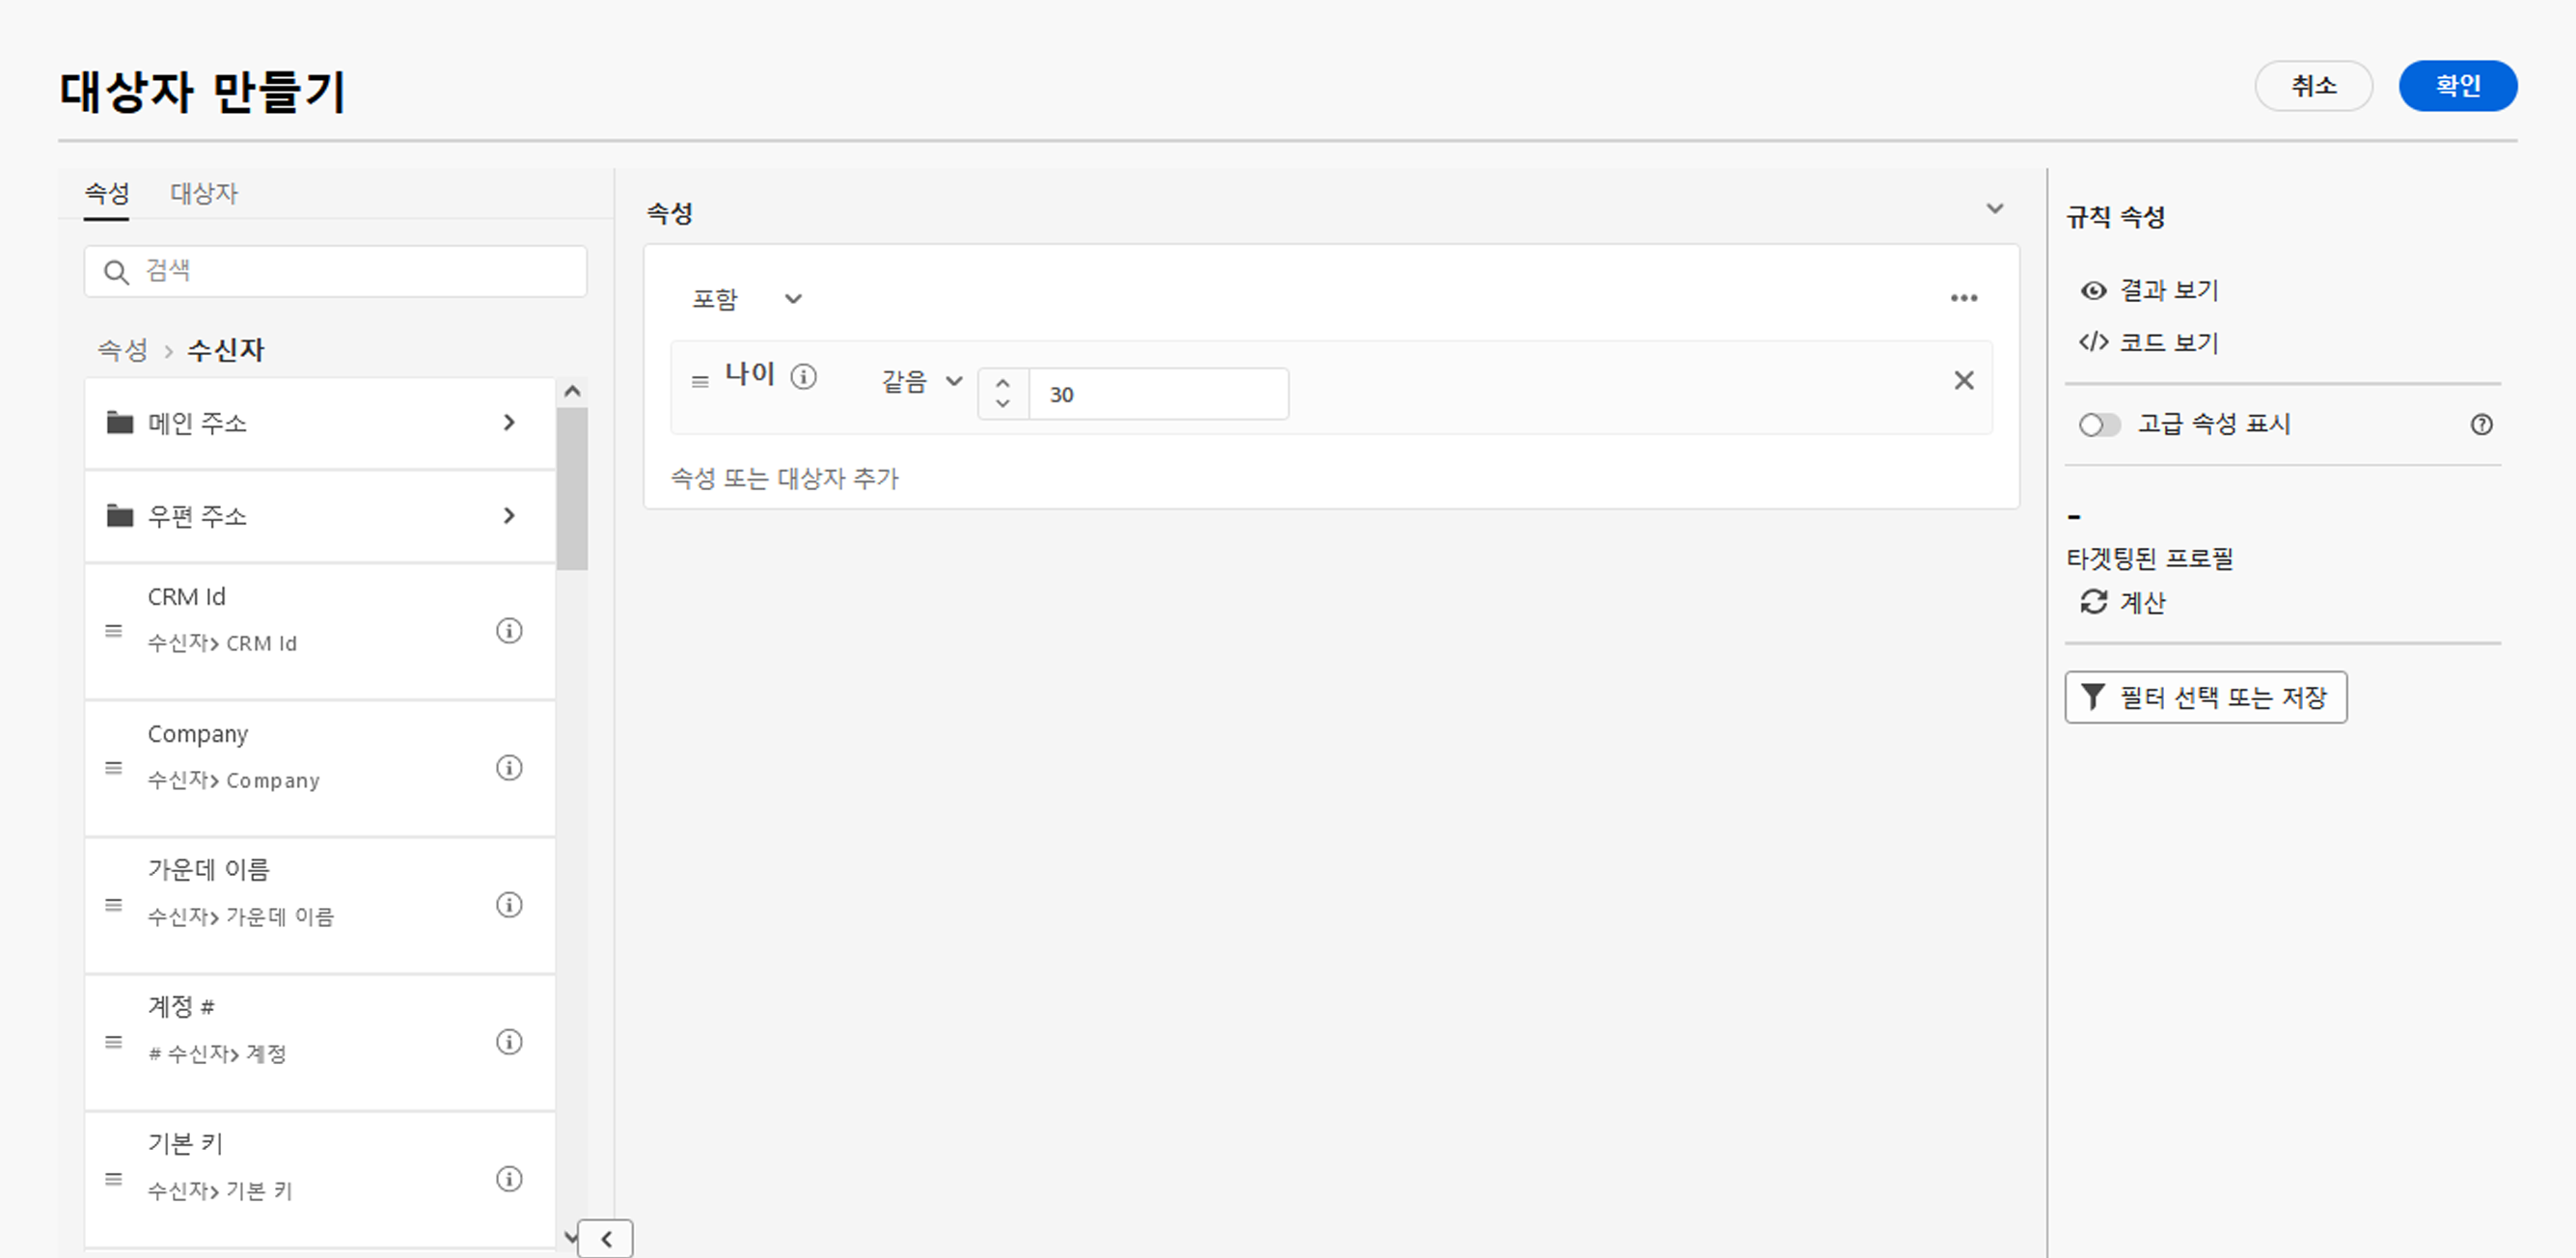 대상자 만들기
취소
확인
속성
대상자
검색
속성 › 수신자
메인 주소
우편 주소
CRM Id
수신자› CRM Id
Company
수신자› Company
가운데 이름
수신자› 가운데 이름
계정 #
# 수신자› 계정
기본 키
수신자› 기본 키
속성
포함
나이
같음
30
속성 또는 대상자 추가
규칙 속성
결과 보기
코드 보기
고급 속성 표시
-
타겟팅된 프로필
계산
필터 선택 또는 저장